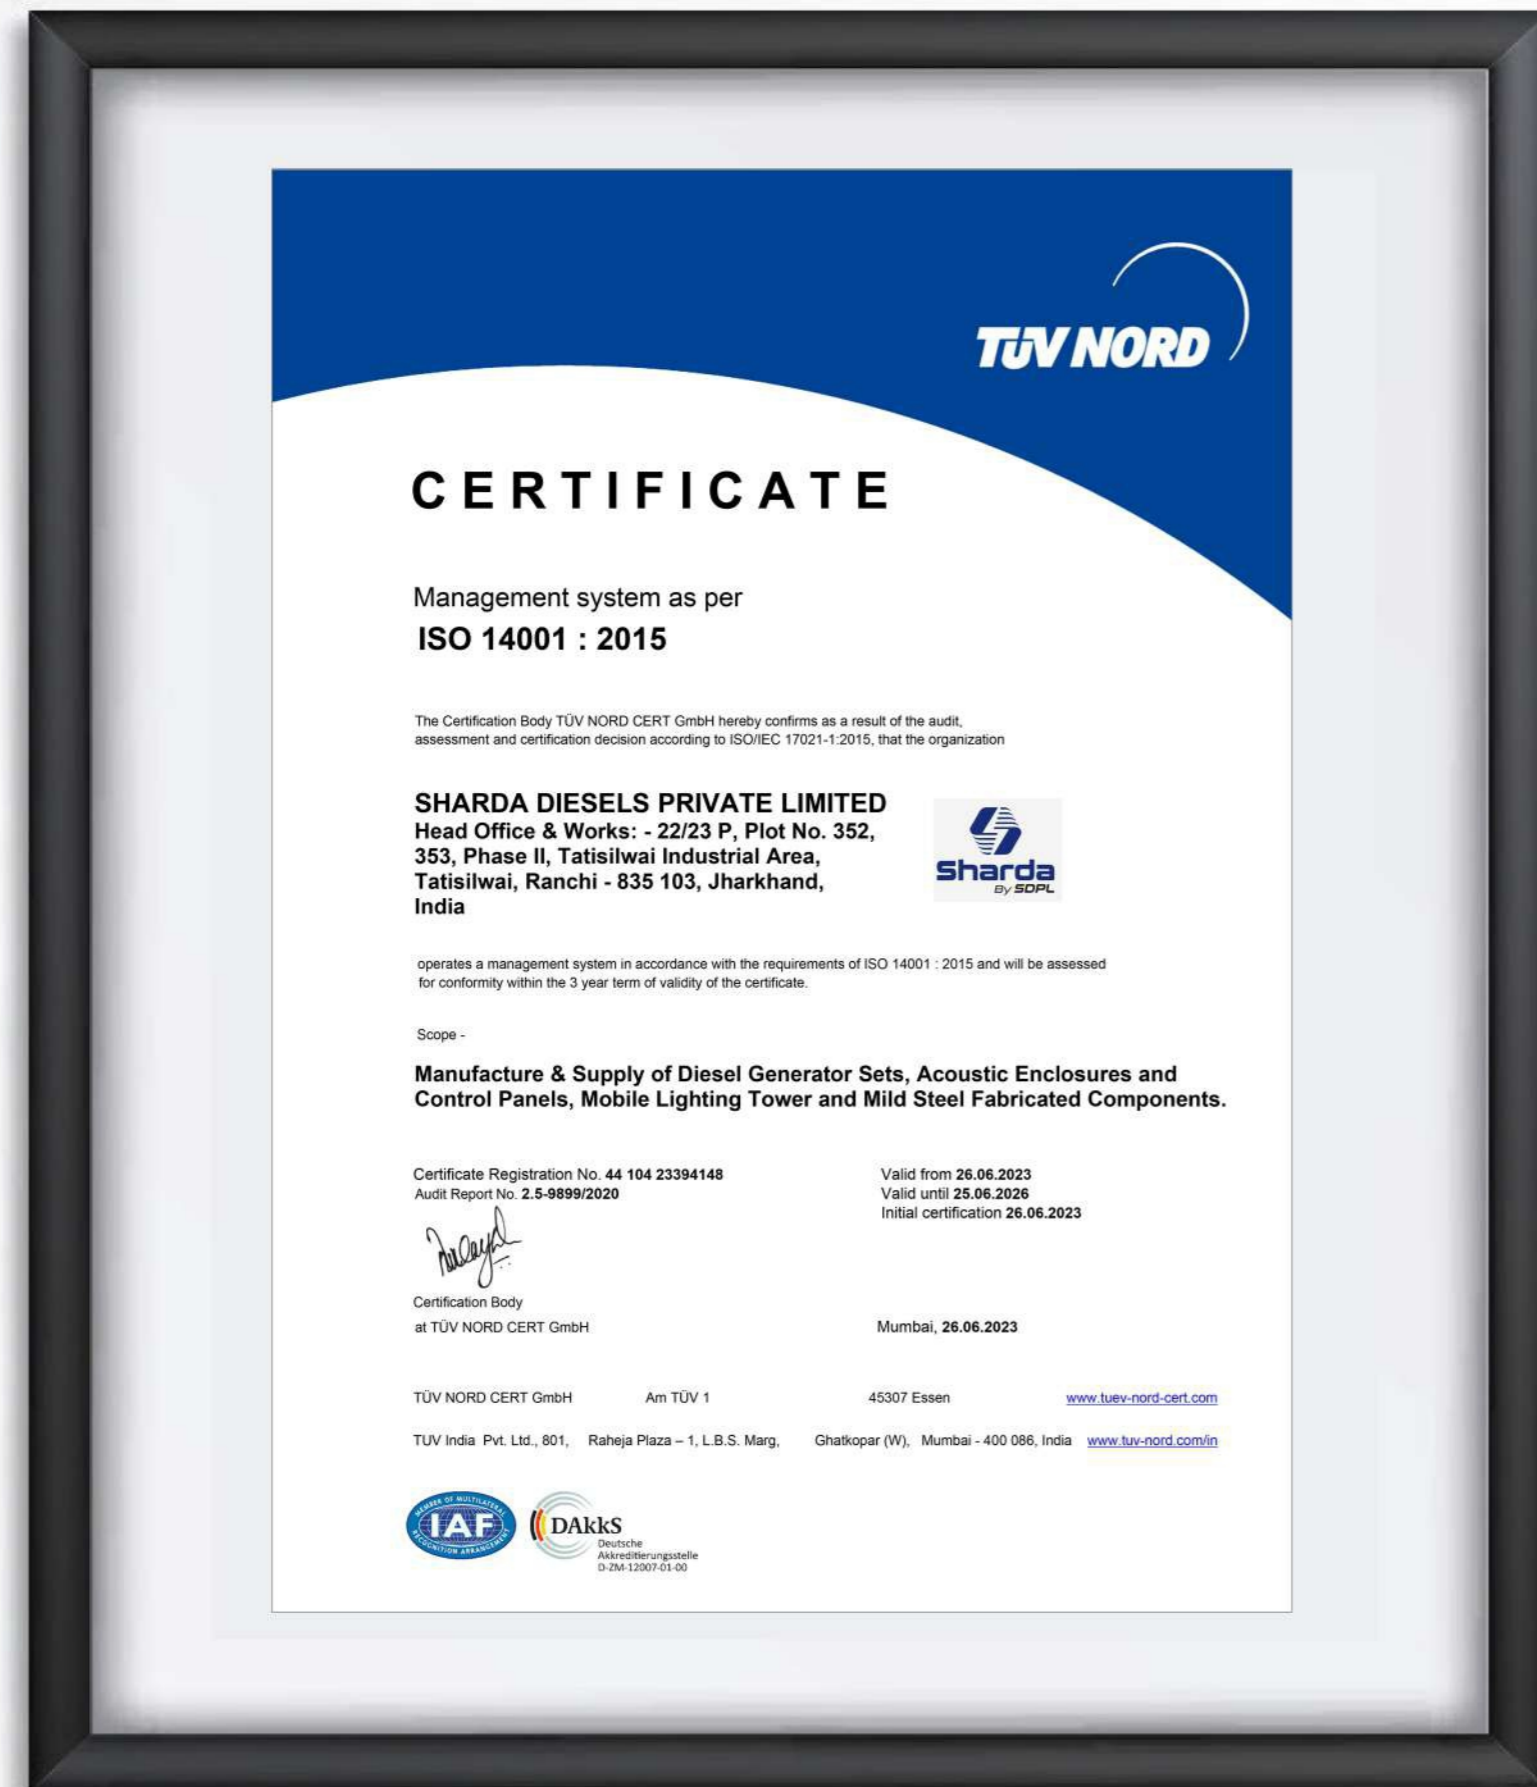 TÜV NORD
CERTIFICATE
Management system as per
ISO 14001 : 2015
The Certification Body TÜV NORD CERT GmbH hereby confirms as a result of the audit,
assessment and certification decision according to ISO/IEC 17021-1:2015, that the organization
SHARDA DIESELS PRIVATE LIMITED
Head Office & Works: - 22/23 P, Plot No. 352,
353, Phase II, Tatisilwai Industrial Area,
Tatisilwai, Ranchi - 835 103, Jharkhand,
India
Sharda
By SDPL
operates a management system in accordance with the requirements of ISO 14001 : 2015 and will be assessed
for conformity within the 3 year term of validity of the certificate.
Scope -
Manufacture & Supply of Diesel Generator Sets, Acoustic Enclosures and
Control Panels, Mobile Lighting Tower and Mild Steel Fabricated Components.
Certificate Registration No. 44 104 23394148
Audit Report No. 2.5-9899/2020
Valid from 26.06.2023
Valid until 25.06.2026
Initial certification 26.06.2023
Certification Body
at TÜV NORD CERT GmbH
Mumbai, 26.06.2023
TÜV NORD CERT GmbH Am TÜV 1 45307 Essen www.tuev-nord-cert.com
TUV India Pvt. Ltd., 801, Raheja Plaza – 1, L.B.S. Marg, Ghatkopar (W), Mumbai - 400 086, India www.tuv-nord.com/in
MEMBER OF MULTILATERAL
IAF
RECOGNITION ARRANGEMENT
DAkkS
Deutsche
Akkreditierungsstelle
D-ZM-12007-01-00